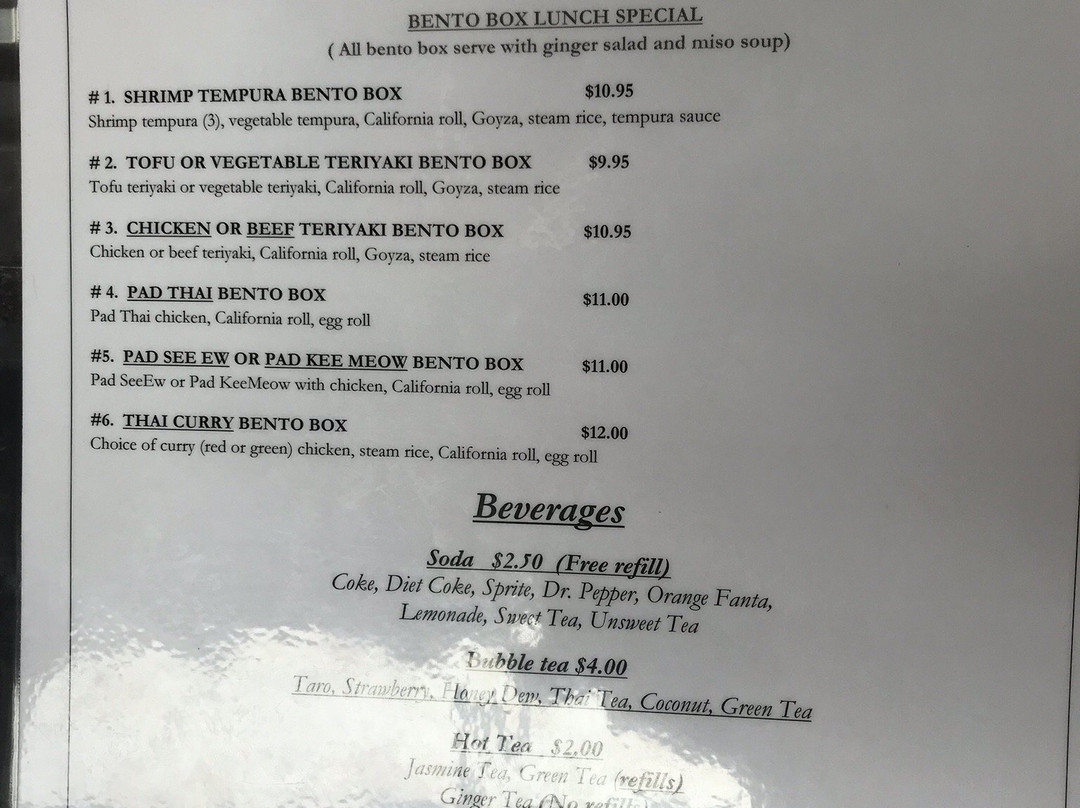 BENTO BOX LUNCH SPECIAL
( All bento box serve with ginger salad and miso soup)
# 1. SHRIMP TEMPURA BENTO BOX $10.95
Shrimp tempura (3), vegetable tempura, California roll, Goyza, steam rice, tempura sauce
# 2. TOFU OR VEGETABLE TERIYAKI BENTO BOX $9.95
Tofu teriyaki or vegetable teriyaki, California roll, Goyza, steam rice
# 3. CHICKEN OR BEEF TERIYAKI BENTO BOX $10.95
Chicken or beef teriyaki, California roll, Goyza, steam rice
# 4. PAD THAI BENTO BOX $11.00
Pad Thai chicken, California roll, egg roll
#5. PAD SEE EW OR PAD KEE MEOW BENTO BOX $11.00
Pad SeeEw or Pad KeeMeow with chicken, California roll, egg roll
#6. THAI CURRY BENTO BOX $12.00
Choice of curry (red or green) chicken, steam rice, California roll, egg roll
Beverages
Soda $2.50 (Free refill)
Coke, Diet Coke, Sprite, Dr. Pepper, Orange Fanta,
Lemonade, Sweet Tea, Unsweet Tea
Bubble tea $4.00
Taro, Strawberry, Honey Dew, Thai Tea, Coconut, Green Tea
Hot Tea $2.00
Jasmine Tea, Green Tea (refills)
Ginger Tea (No refills)